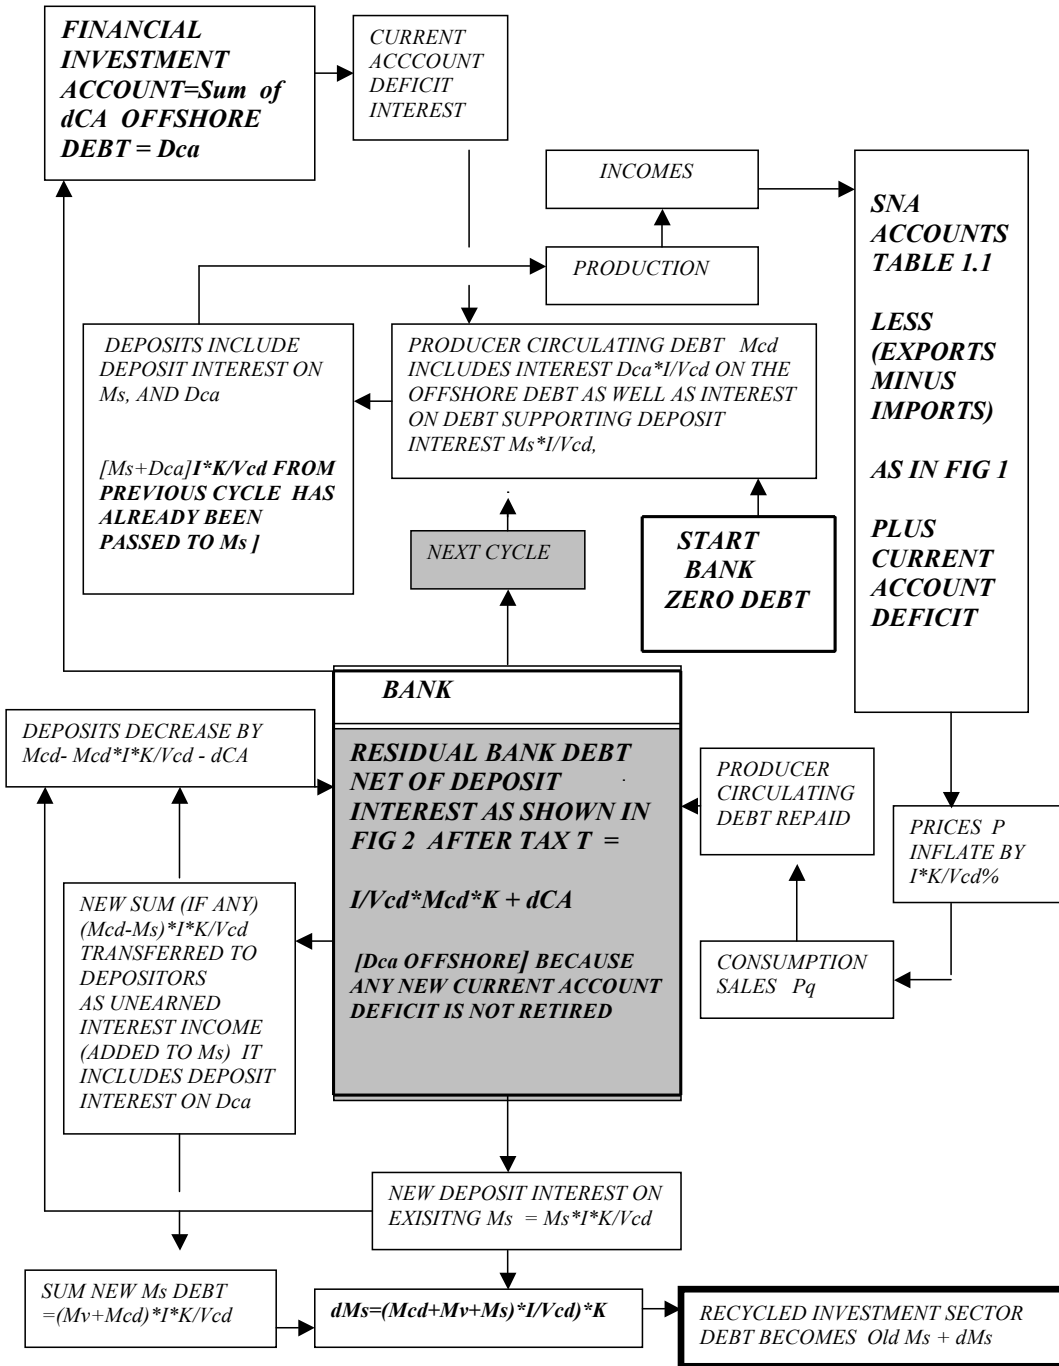 FINANCIAL
INVESTMENT
ACCOUNT=Sum of
dCA OFFSHORE
DEBT = Dca
CURRENT
ACCCOUNT
DEFICIT
INTEREST
INCOMES
PRODUCTION
SNA
ACCOUNTS
TABLE 1.1
LESS
(EXPORTS
MINUS
IMPORTS)
AS IN FIG 1
PLUS
CURRENT
ACCOUNT
DEFICIT
DEPOSITS INCLUDE
DEPOSIT INTEREST ON
Ms, AND Dca
[Ms+Dca]I*K/Vcd FROM
PREVIOUS CYCLE HAS
ALREADY BEEN
PASSED TO Ms ]
PRODUCER CIRCULATING DEBT Mcd
INCLUDES INTEREST Dca*I/Vcd ON THE
OFFSHORE DEBT AS WELL AS INTEREST
ON DEBT SUPPORTING DEPOSIT
INTEREST Ms*I/Vcd,
NEXT CYCLE
START
BANK
ZERO DEBT
BANK
RESIDUAL BANK DEBT
NET OF DEPOSIT
INTEREST AS SHOWN IN
FIG 2 AFTER TAX T =
I/Vcd*Mcd*K + dCA
[Dca OFFSHORE] BECAUSE
ANY NEW CURRENT ACCOUNT
DEFICIT IS NOT RETIRED
DEPOSITS DECREASE BY
Mcd- Mcd*I*K/Vcd - dCA
PRODUCER
CIRCULATING
DEBT REPAID
PRICES P
INFLATE BY
I*K/Vcd%
CONSUMPTION
SALES Pq
NEW SUM (IF ANY)
(Mcd-Ms)*I*K/Vcd
TRANSFERRED TO
DEPOSITORS
AS UNEARNED
INTEREST INCOME
(ADDED TO Ms) IT
INCLUDES DEPOSIT
INTEREST ON Dca
NEW DEPOSIT INTEREST ON
EXISITNG Ms = Ms*I*K/Vcd
SUM NEW Ms DEBT
=(Mv+Mcd)*I*K/Vcd
dMs=(Mcd+Mv+Ms)*I/Vcd)*K
RECYCLED INVESTMENT SECTOR
DEBT BECOMES Old Ms + dMs